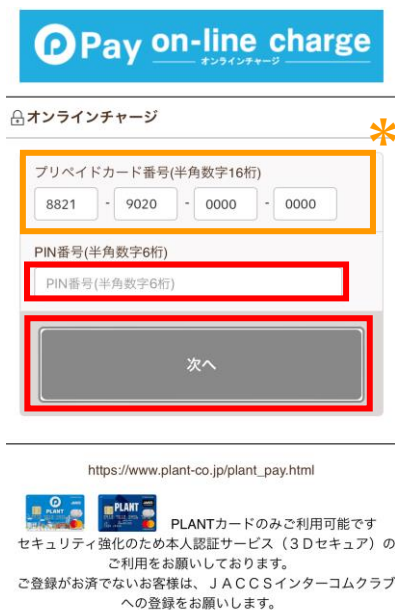 Pay on-line charge
オンラインチャージ
オンラインチャージ
*
プリペイドカード番号(半角数字16桁)
8821 - 9020 - 0000 - 0000
PIN番号(半角数字6桁)
PIN番号(半角数字6桁)
次へ
https://www.plant-co.jp/plant_pay.html
PLANT
PLANT
PLANTカードのみご利用可能です
セキュリティ強化のため本人認証サービス（３Ｄセキュア）の
ご利用をお願いしております。
ご登録がお済でないお客様は、ＪＡＣＣＳインターコムクラブ
への登録をお願いします。